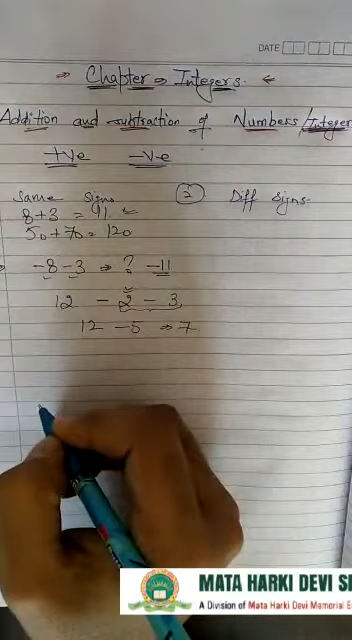 DATE
⇒ Chapter ⇒ Integers. ←
Addition and subtraction of Numbers/Integer
+ve -ve
Same Signs
8+3 = 11.
50+70 = 120
-8-3 ⇒ ? -11
12 - 2 - 3
12 -5 ⇒ 7.
② Diff Signs.
MATA HARKI DEVI S
A Division of Mata Harki Devi Memorial E